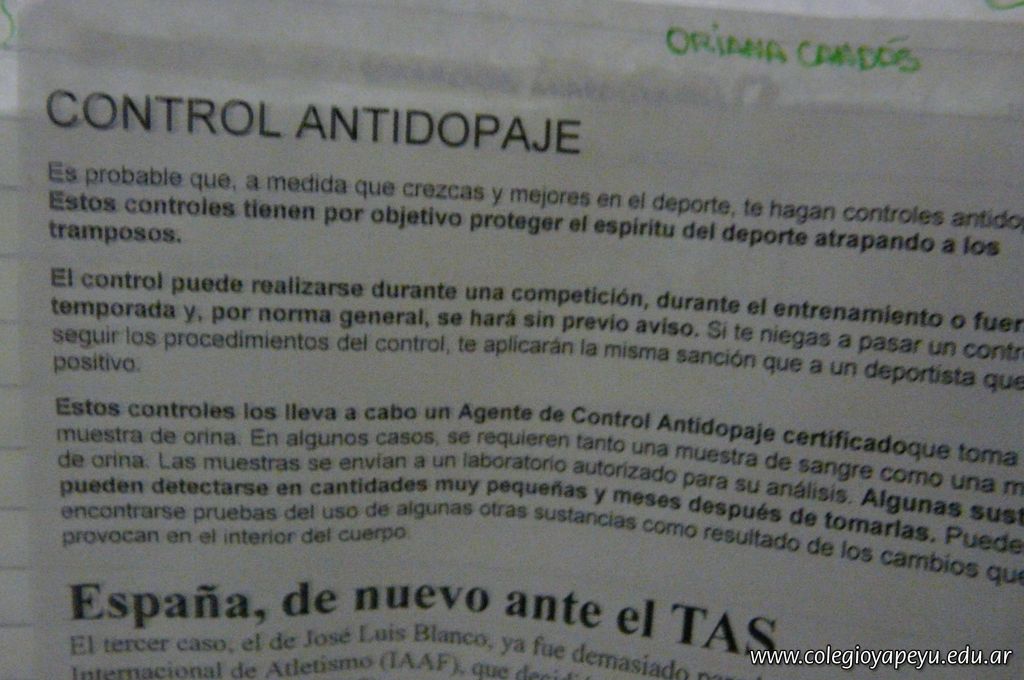 ORIANA CANDÓS
CONTROL ANTIDOPAJE
Es probable que, a medida que crezcas y mejores en el deporte, te hagan controles
Estos controles tienen por objetivo proteger el espiritu del deporte atrapando a los
tramposos.
El control puede realizarse durante una competición, durante el entrenamiento o
temporada y, por norma general, se hará sin previo aviso. Si te niegas a pasar un
seguir los procedimientos del control, te aplicarán la misma sanción que a un deportista que
positivo.
Estos controles los lleva a cabo un Agente de Control Antidopaje certificadoque toma
muestra de orina. En algunos casos, se requieren tanto una muestra de sangre como una
de orina. Las muestras se envían a un laboratorio autorizado para su análisis. Algunas
pueden detectarse en cantidades muy pequeñas y meses después de tomarlas.
encontrarse pruebas del uso de algunas otras sustancias como resultado de los cambios que
provocan en el interior del cuerpo.
España, de nuevo ante el TAS
El tercer caso, el de José Luis Blanco, ya fue demasiado
Internacional de Atletismo (IAAF), que
www.colegioyapeyu.edu.ar